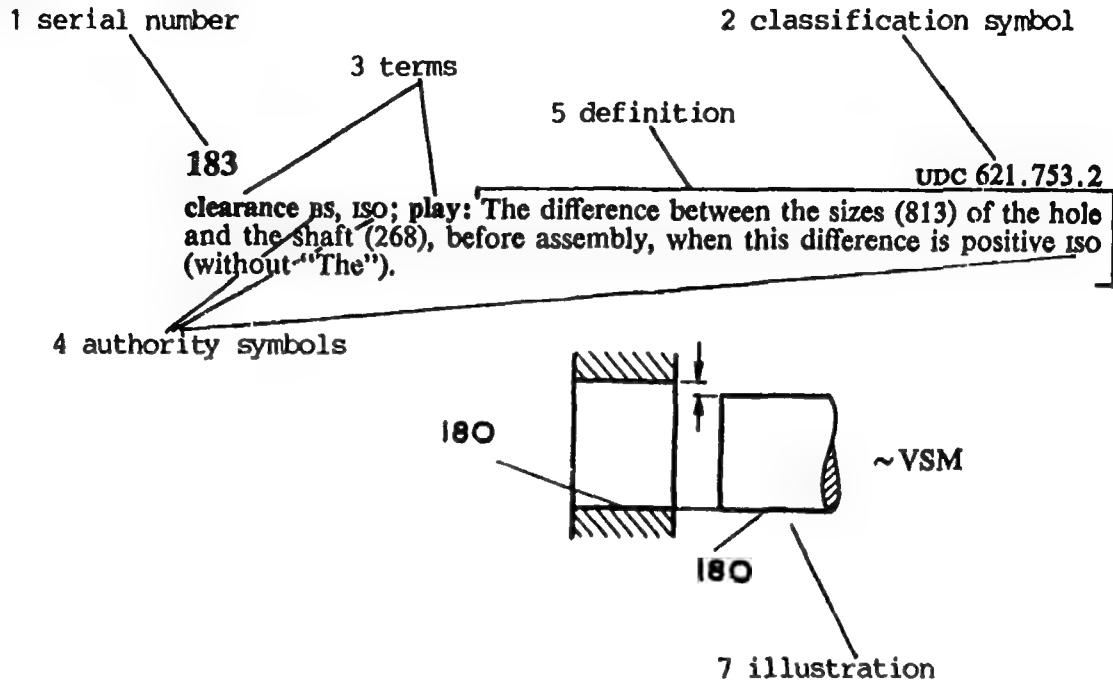 1 serial number
2 classification symbol
3 terms
5 definition
183
UDC 621.753.2
clearance BS, ISO; play: The difference between the sizes (813) of the hole
and the shaft (268), before assembly, when this difference is positive ISO
(without "The").
4 authority symbols
180
~VSM
180
7 illustration